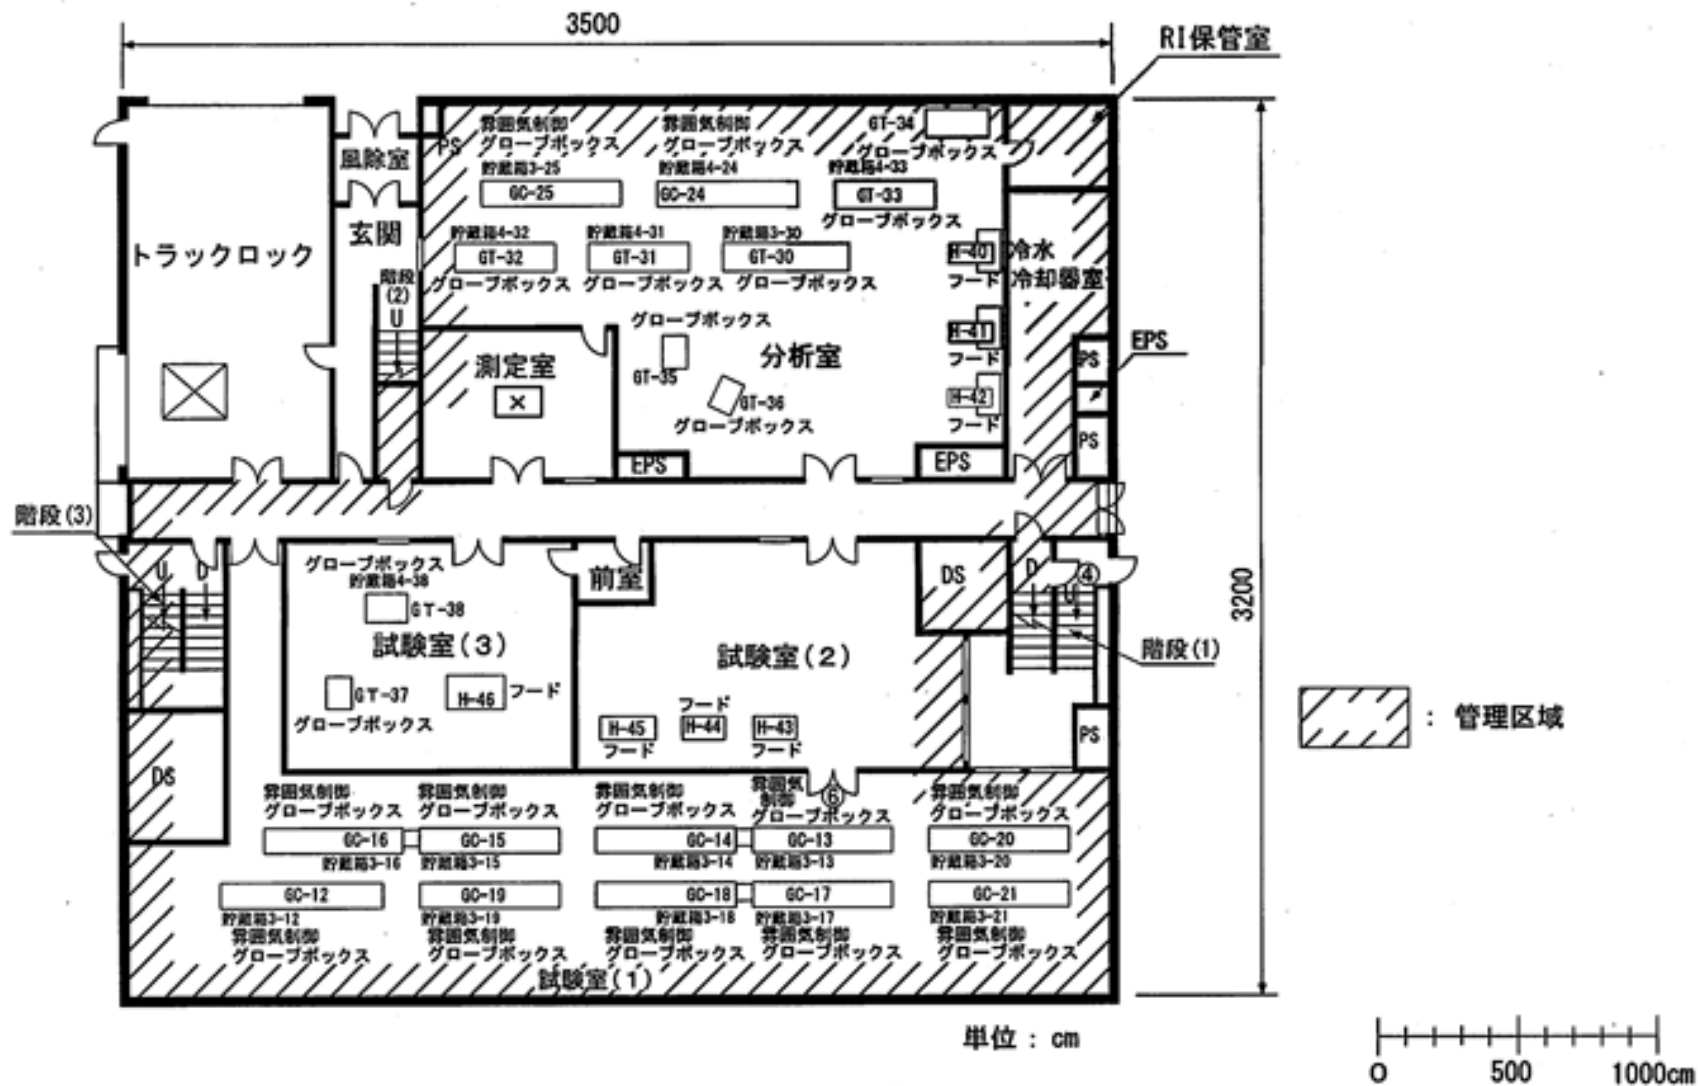 3500
RI保管室
雰囲気制御
グローブボックス
貯蔵箱3-25
GC-25
雰囲気制御
グローブボックス
貯蔵箱4-24
GC-24
GT-34
グローブボックス
貯蔵箱4-33
GT-33
グローブボックス
PS
風除室
玄関
トラックロック
階段
(2)
U
貯蔵箱4-32
GT-32
グローブボックス
貯蔵箱4-31
GT-31
グローブボックス
貯蔵箱3-30
GT-30
グローブボックス
H-40
フード
冷水
冷却器室
グローブボックス
GT-35
GT-36
グローブボックス
分析室
H-41
フード
H-42
フード
測定室
PS
EPS
PS
EPS
EPS
階段(3)
U
D
グローブボックス
貯蔵箱4-38
GT-38
試験室(3)
GT-37
グローブボックス
H-46
フード
前室
試験室(2)
フード
H-45
フード
H-44
H-43
フード
DS
D
④
U
階段(1)
PS
3200
: 管理区域
DS
雰囲気制御
グローブボックス
GC-16
貯蔵箱3-16
雰囲気制御
グローブボックス
GC-15
貯蔵箱3-15
雰囲気制御
グローブボックス
GC-14
貯蔵箱3-14
雰囲気
制御
⑥
グローブボックス
GC-13
貯蔵箱3-13
雰囲気制御
グローブボックス
GC-20
貯蔵箱3-20
GC-12
貯蔵箱3-12
雰囲気制御
グローブボックス
GC-19
貯蔵箱3-19
雰囲気制御
グローブボックス
GC-18
貯蔵箱3-18
雰囲気制御
グローブボックス
GC-17
貯蔵箱3-17
雰囲気制御
グローブボックス
GC-21
貯蔵箱3-21
雰囲気制御
グローブボックス
試験室(1)
単位 : cm
0
500
1000cm